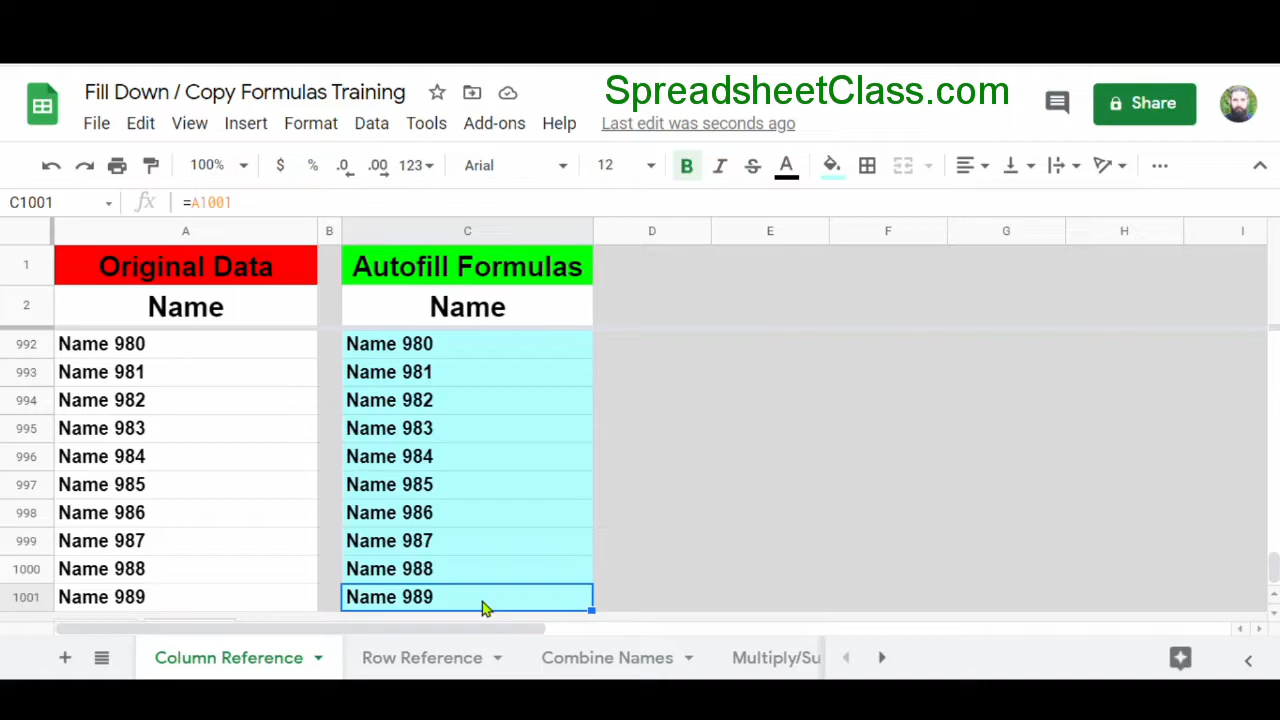 Fill Down / Copy Formulas Training
SpreadsheetClass.com
Share
File Edit View Insert Format Data Tools Add-ons Help Last edit was seconds ago
100% $ % .0 .00 123 Arial 12 B I S A
C1001 fx =A1001
A B C D E F G H I
1 Original Data Autofill Formulas
2 Name Name
992 Name 980 Name 980
993 Name 981 Name 981
994 Name 982 Name 982
995 Name 983 Name 983
996 Name 984 Name 984
997 Name 985 Name 985
998 Name 986 Name 986
999 Name 987 Name 987
1000 Name 988 Name 988
1001 Name 989 Name 989
Column Reference Row Reference Combine Names Multiply/Su